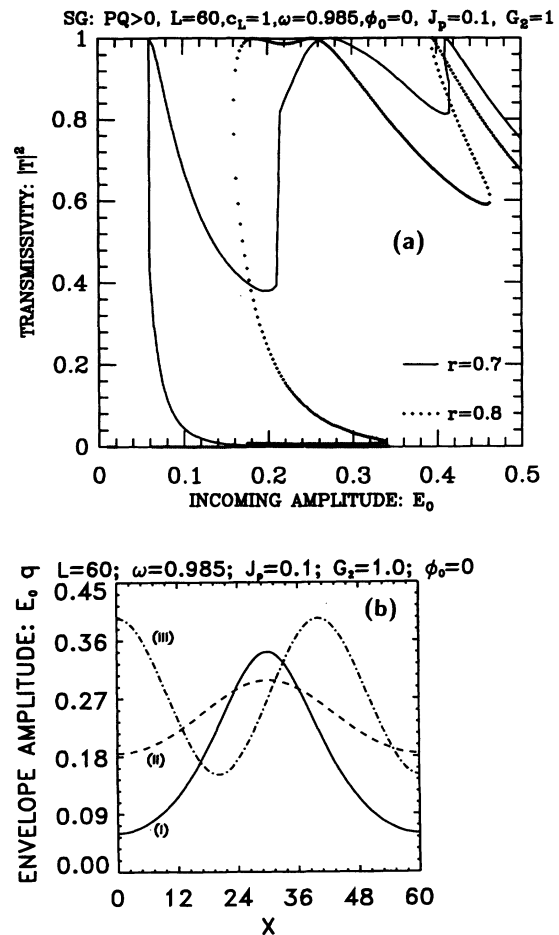 SG: PQ>0, L=60,c_L=1,ω=0.985,ϕ_0=0, J_p=0.1, G_2=1
TRANSMISSIVITY: |T|^2
1
0.8
0.6
0.4
0.2
0
(a)
r=0.7
r=0.8
0 0.1 0.2 0.3 0.4 0.5
INCOMING AMPLITUDE: E_0
L=60; ω=0.985; J_p=0.1; G_2=1.0; ϕ_0=0
ENVELOPE AMPLITUDE: E_0 q
0.45
0.36
0.27
0.18
0.09
0.00
(b)
(III)
(II)
(I)
0 12 24 36 48 60
X